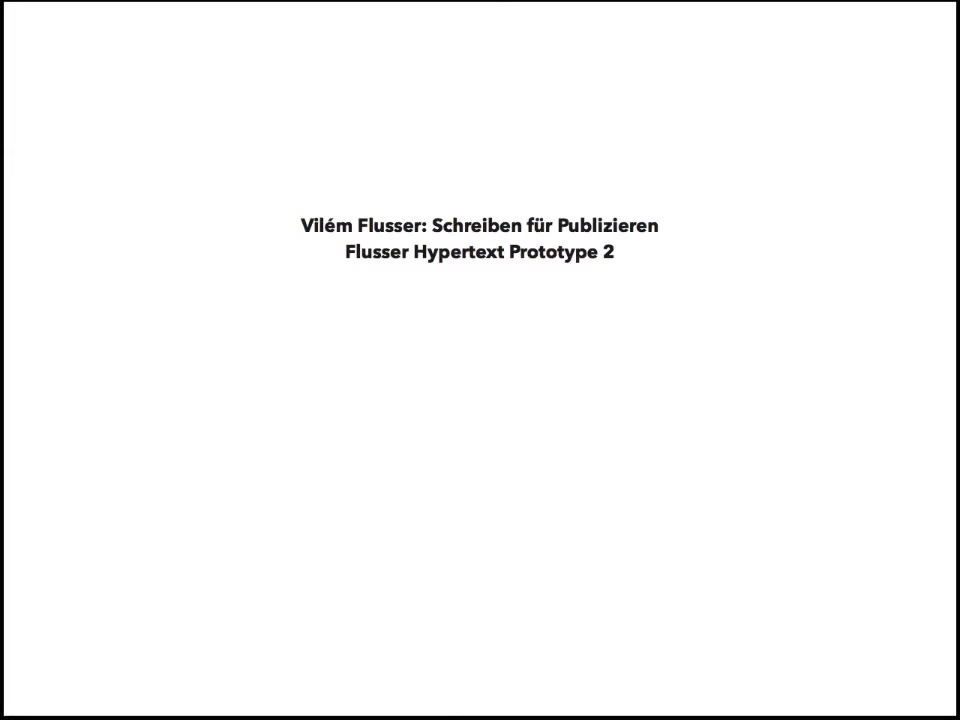 Vilém Flusser: Schreiben für Publizieren
Flusser Hypertext Prototype 2